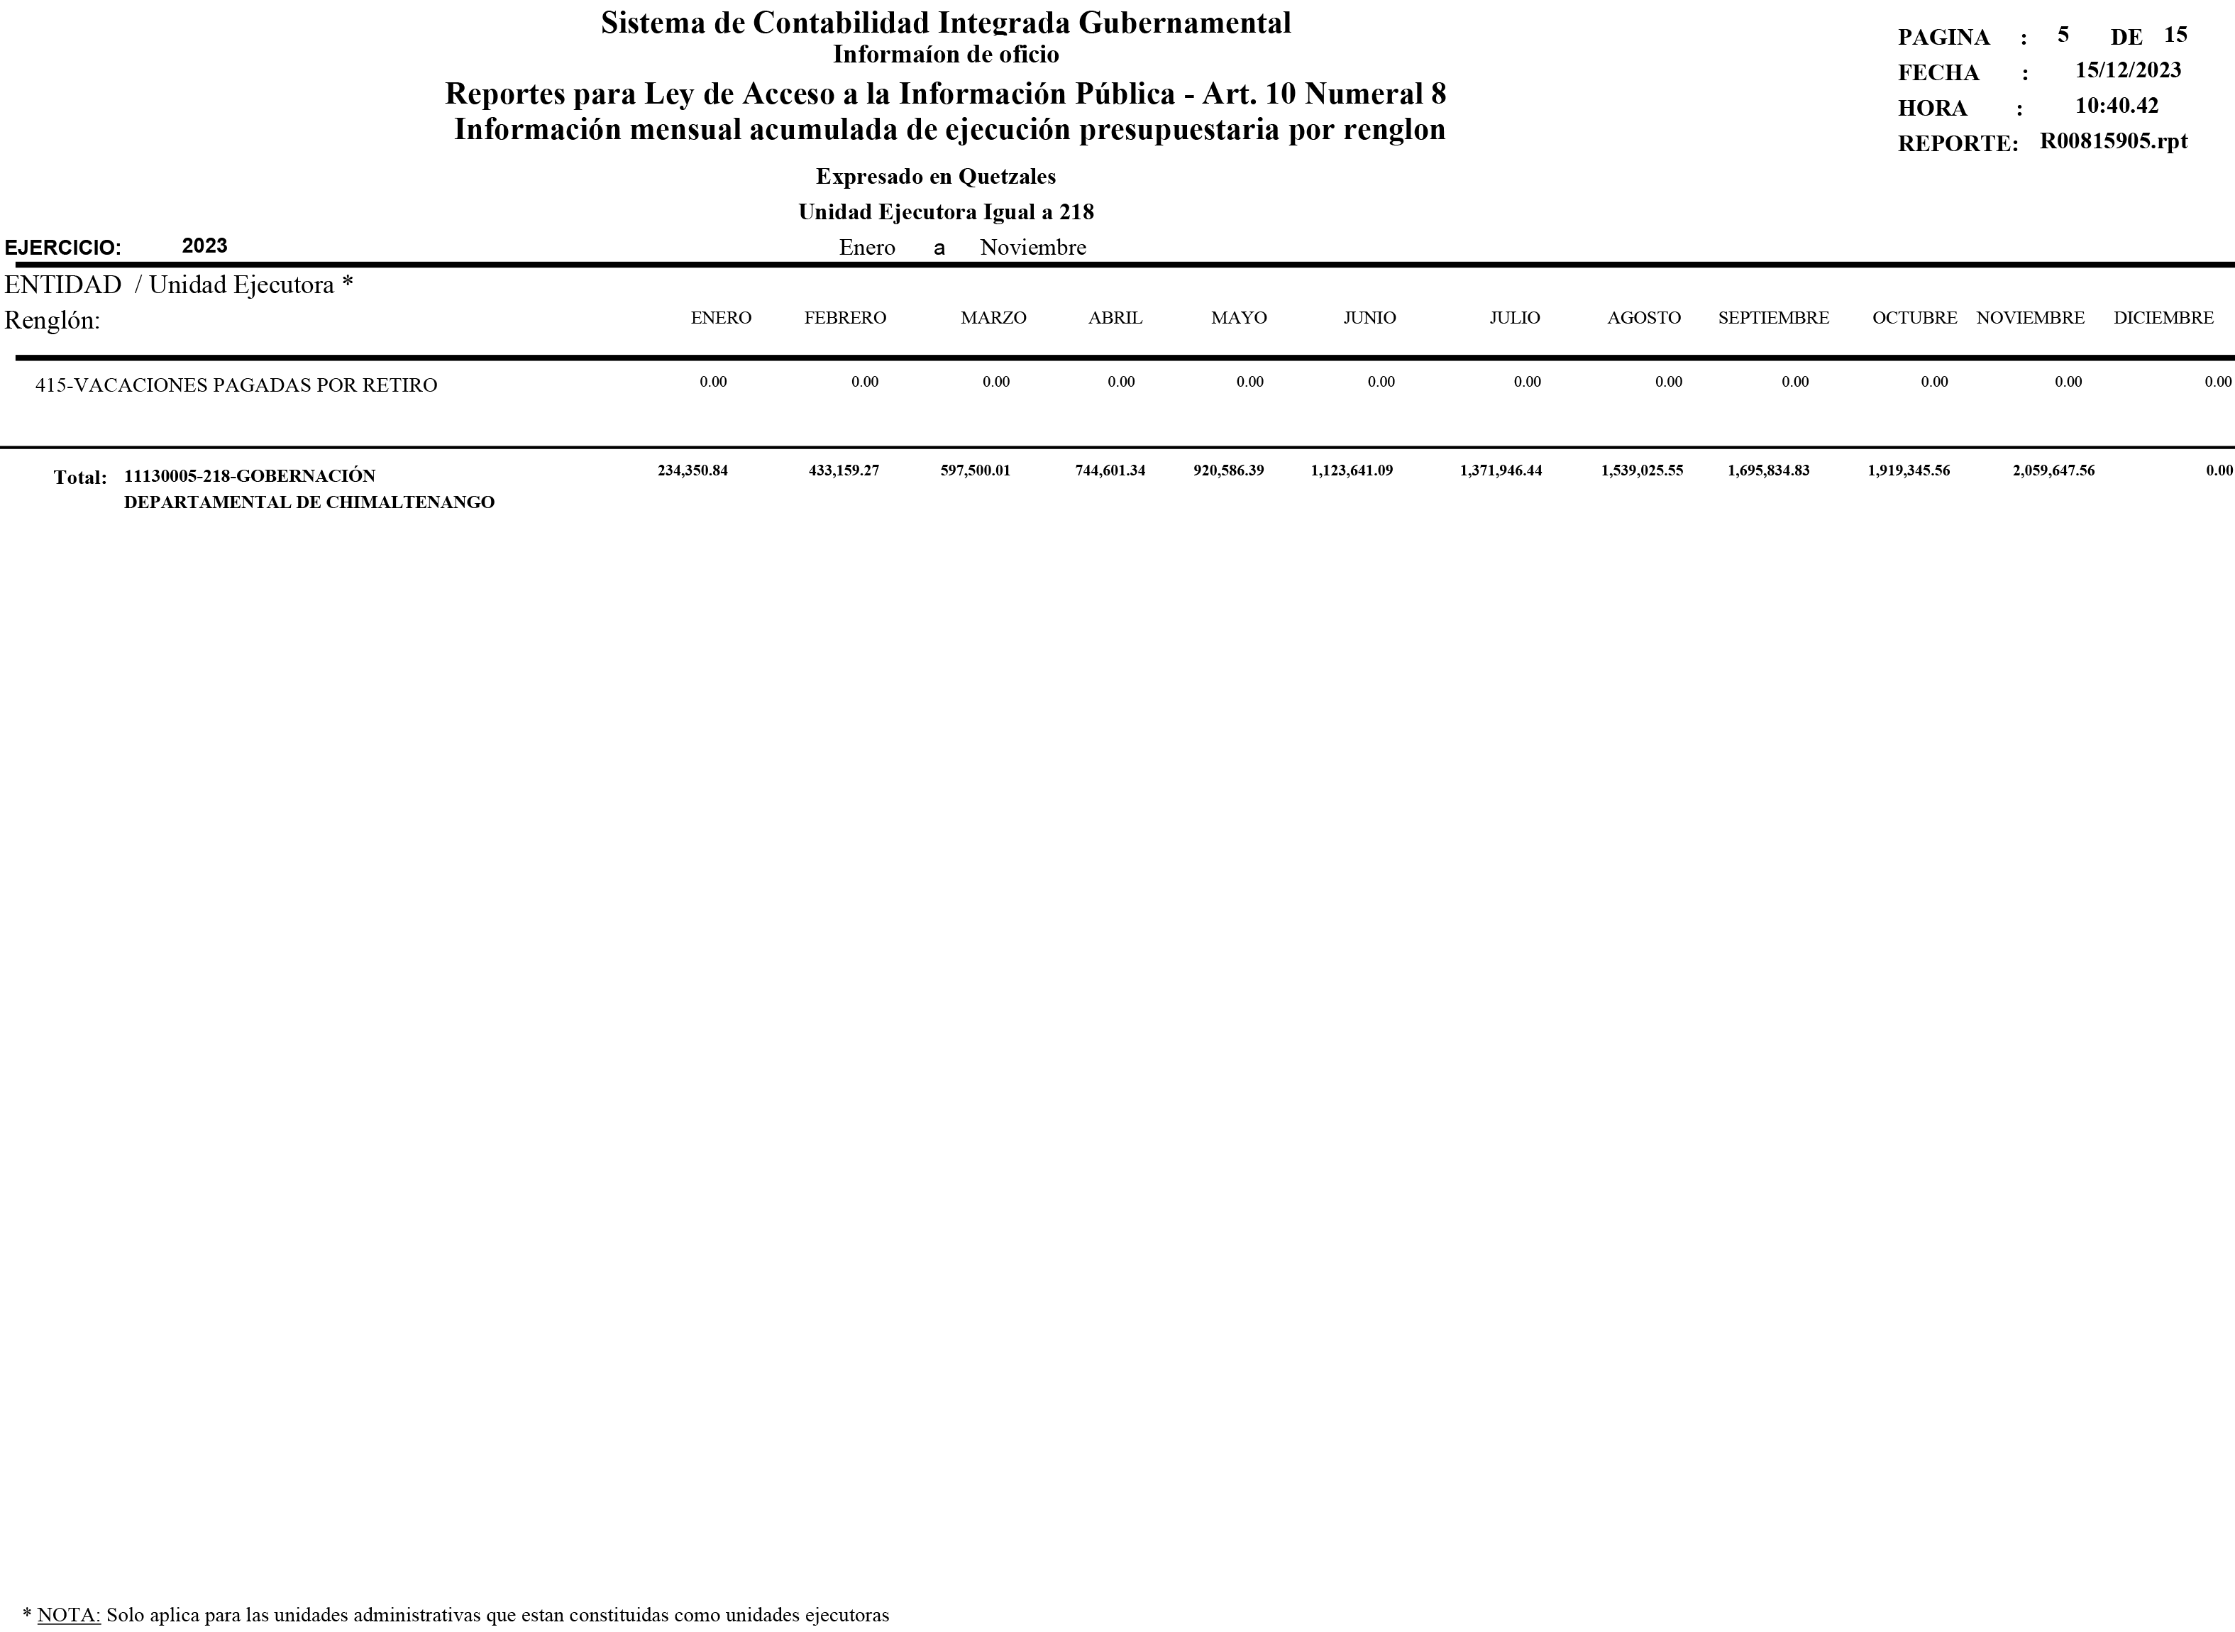 Sistema de Contabilidad Integrada Gubernamental
Informaíon de oficio
Reportes para Ley de Acceso a la Información Pública - Art. 10 Numeral 8
Información mensual acumulada de ejecución presupuestaria por renglon
Expresado en Quetzales
Unidad Ejecutora Igual a 218
PAGINA : 5 DE 15
FECHA : 15/12/2023
HORA : 10:40.42
REPORTE: R00815905.rpt
EJERCICIO: 2023 Enero a Noviembre
ENTIDAD / Unidad Ejecutora *
Renglón: ENERO FEBRERO MARZO ABRIL MAYO JUNIO JULIO AGOSTO SEPTIEMBRE OCTUBRE NOVIEMBRE DICIEMBRE
415-VACACIONES PAGADAS POR RETIRO 0.00 0.00 0.00 0.00 0.00 0.00 0.00 0.00 0.00 0.00 0.00 0.00
Total: 11130005-218-GOBERNACIÓN 234,350.84 433,159.27 597,500.01 744,601.34 920,586.39 1,123,641.09 1,371,946.44 1,539,025.55 1,695,834.83 1,919,345.56 2,059,647.56 0.00
DEPARTAMENTAL DE CHIMALTENANGO
* NOTA: Solo aplica para las unidades administrativas que estan constituidas como unidades ejecutoras